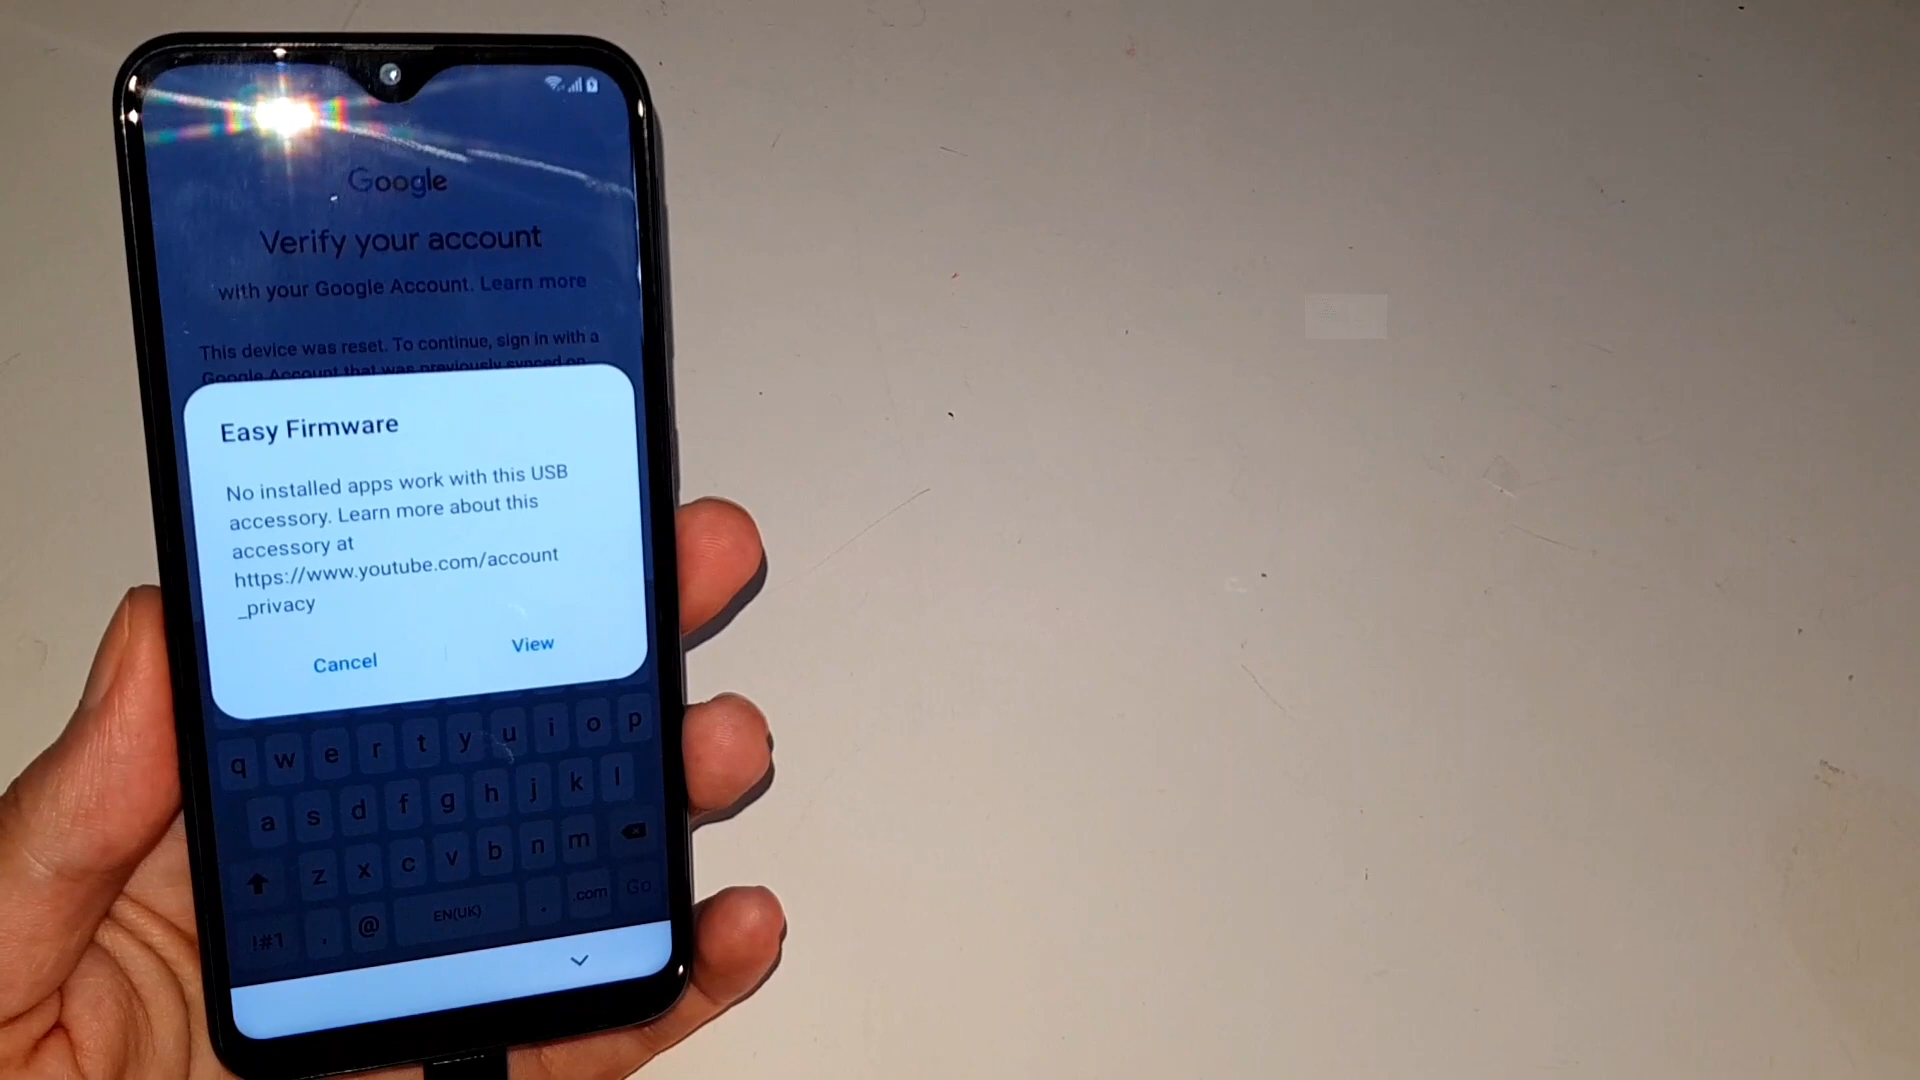 Google
Verify your account
with your Google Account. Learn more
This device was reset. To continue, sign in with a
Google Account that was previously synced on
Easy Firmware
No installed apps work with this USB
accessory. Learn more about this
accessory at
https://www.youtube.com/account
_privacy
Cancel View
q w e r t y u i o p
a s d f g h j k l
z x c v b n m
!#1 , @ EN(UK) . .com Go